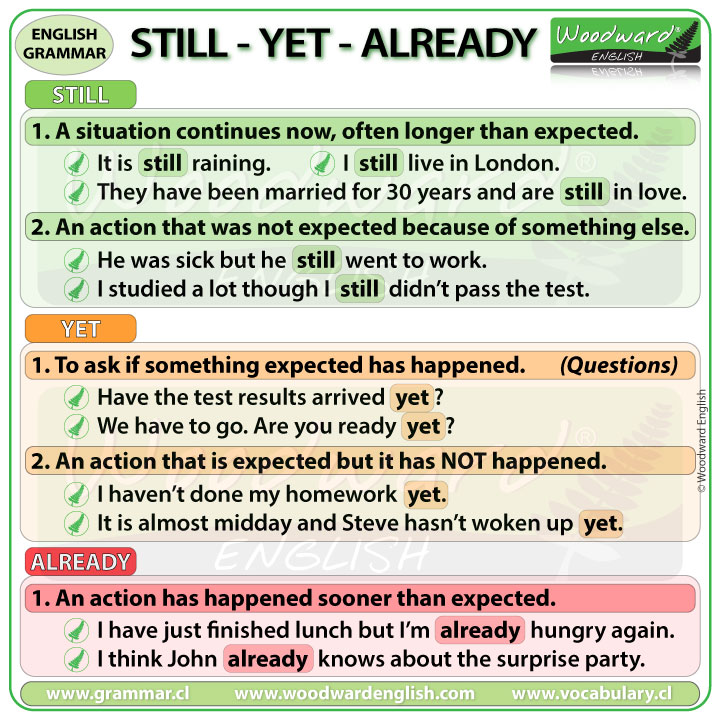 ENGLISH
GRAMMAR
STILL - YET - ALREADY
Woodward®
ENGLISH
STILL
1. A situation continues now, often longer than expected.
It is still raining. I still live in London.
They have been married for 30 years and are still in love.
2. An action that was not expected because of something else.
He was sick but he still went to work.
I studied a lot though I still didn't pass the test.
YET
1. To ask if something expected has happened. (Questions)
Have the test results arrived yet?
We have to go. Are you ready yet?
2. An action that is expected but it has NOT happened.
I haven't done my homework yet.
It is almost midday and Steve hasn't woken up yet.
ALREADY
1. An action has happened sooner than expected.
I have just finished lunch but I'm already hungry again.
I think John already knows about the surprise party.
www.grammar.cl www.woodwardenglish.com www.vocabulary.cl
© Woodward English
Woodward®
ENGLISH
Woodward®
ENGLISH